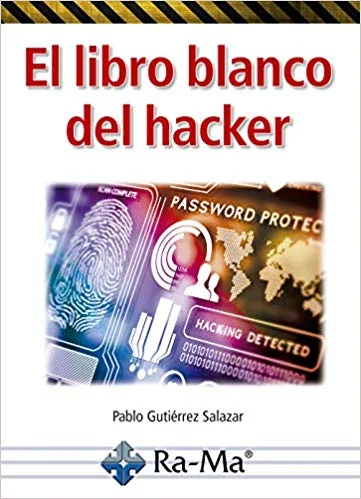 El libro blanco
del hacker
SCAN COMPLETE
PASSWORD PROTEC
HACKING DETECTED
Pablo Gutiérrez Salazar
Ra-Ma®